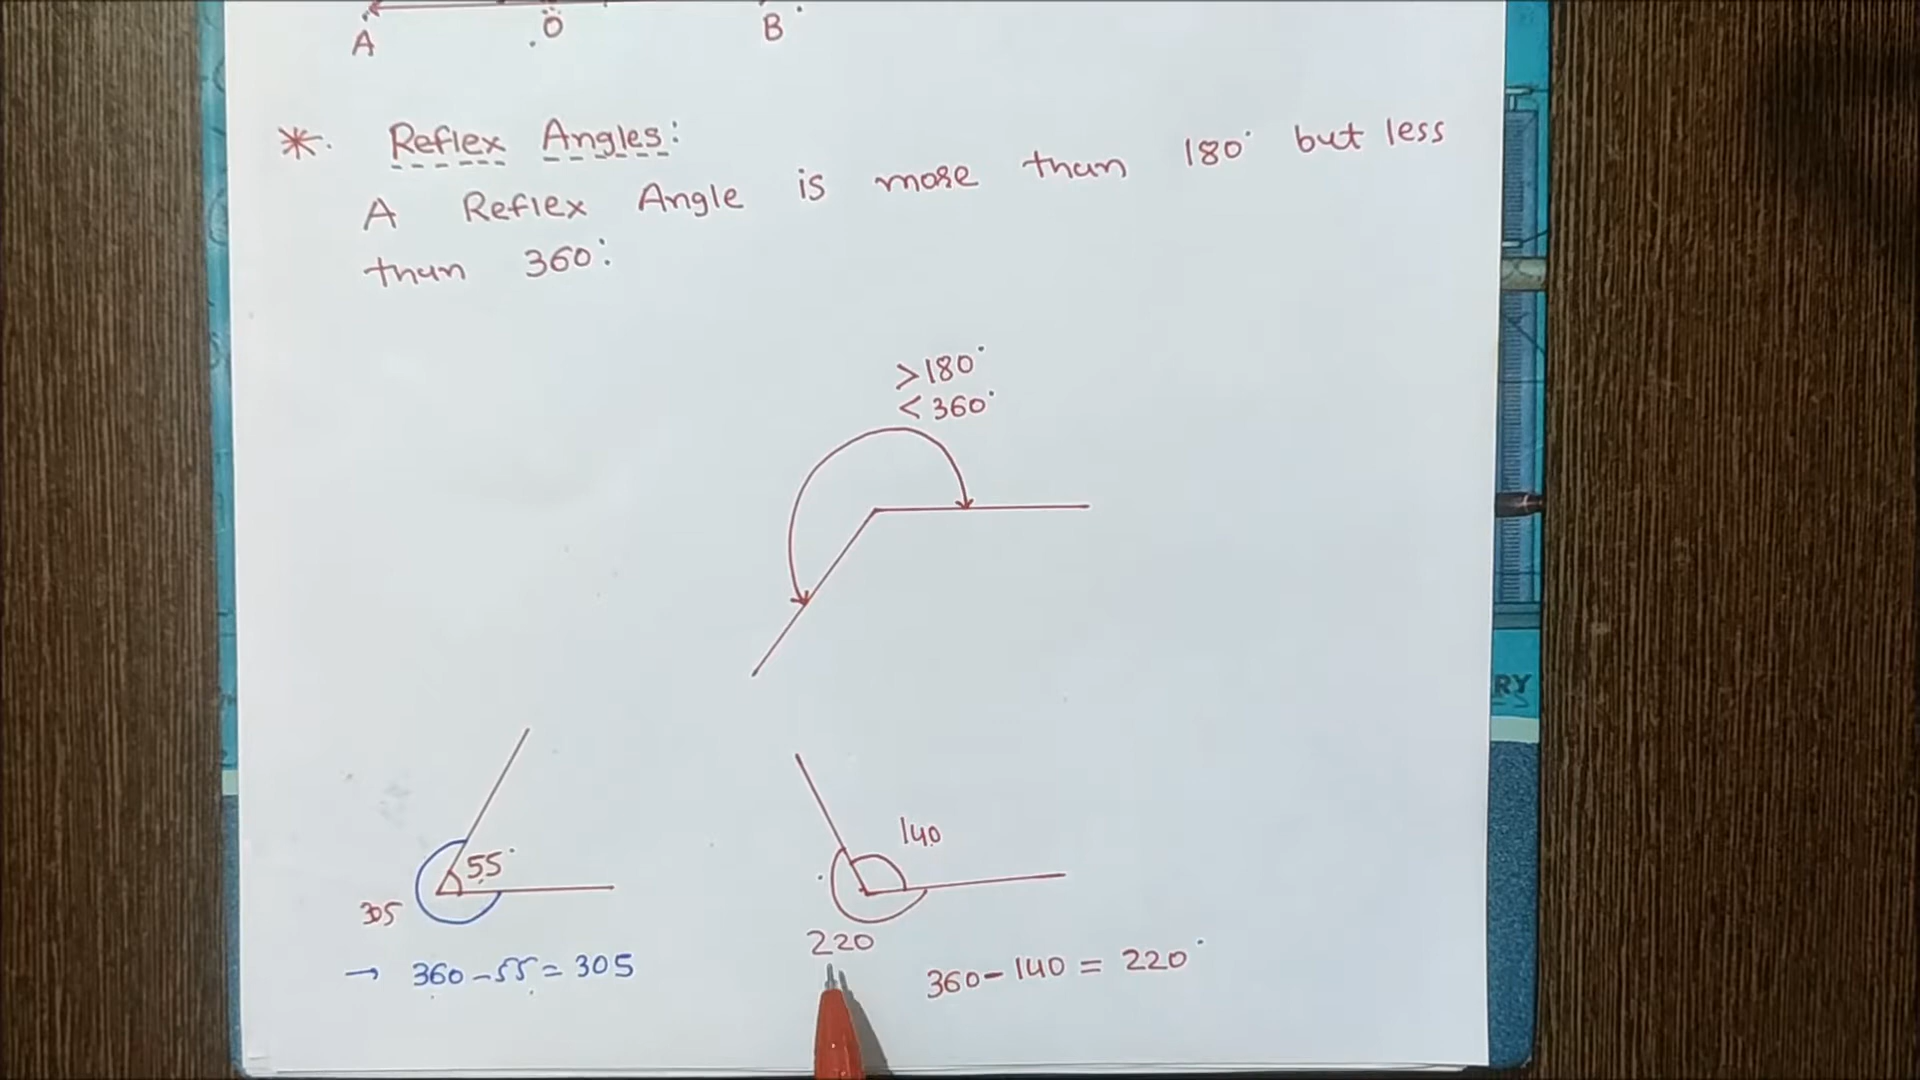 A O B
* Reflex Angles:
A Reflex Angle is more than 180° but less
than 360°.
>180°
<360°
55°
305
→ 360-55=305
140
220
360-140=220°
RY